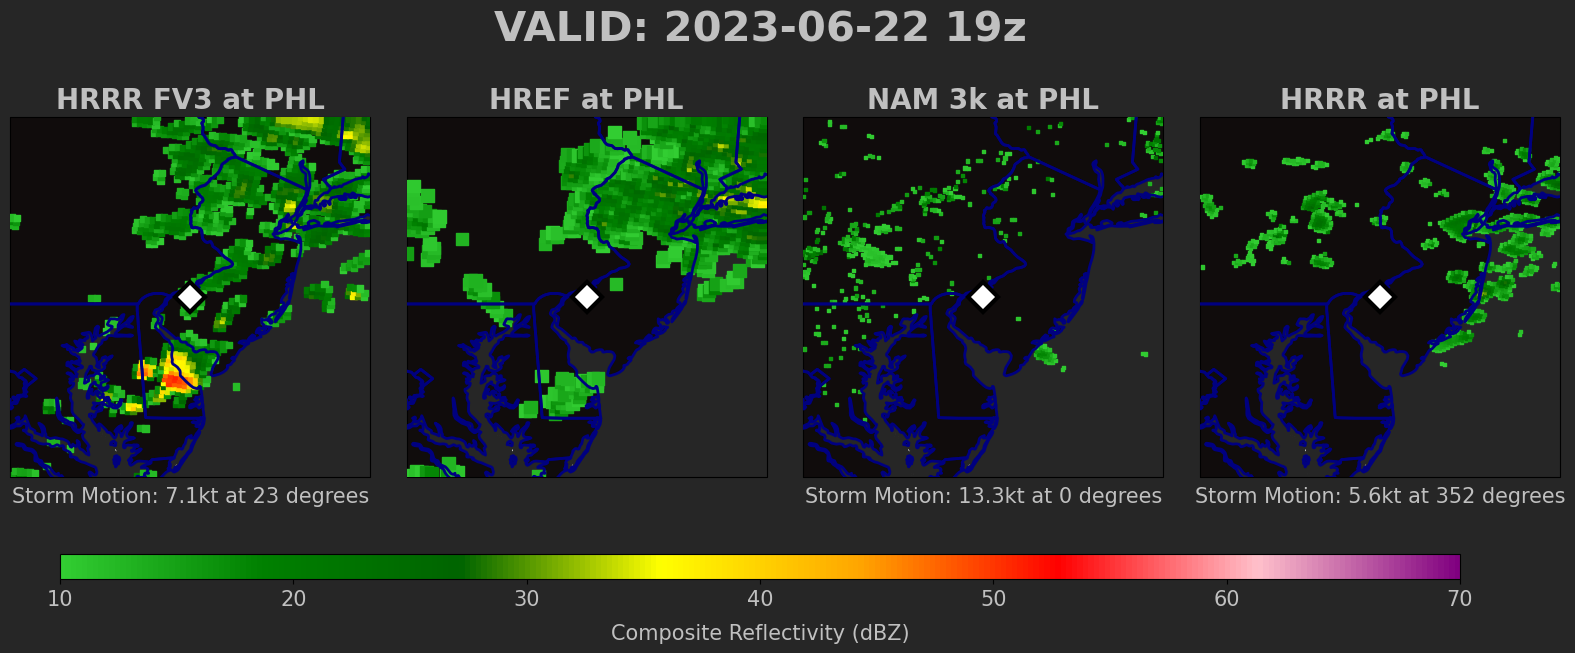 VALID: 2023-06-22 19z
HRRR FV3 at PHL
HREF at PHL
NAM 3k at PHL
HRRR at PHL
Storm Motion: 7.1kt at 23 degrees
Storm Motion: 13.3kt at 0 degrees
Storm Motion: 5.6kt at 352 degrees
10 20 30 40 50 60 70
Composite Reflectivity (dBZ)